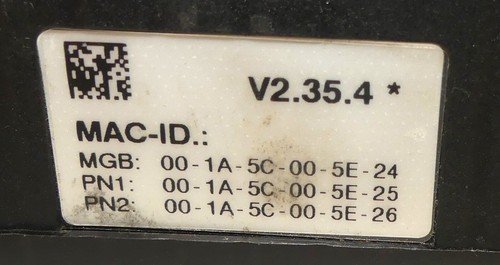 V2.35.4 *
MAC-ID.:
MGB: 00-1A-5C-00-5E-24
PN1: 00-1A-5C-00-5E-25
PN2: 00-1A-5C-00-5E-26